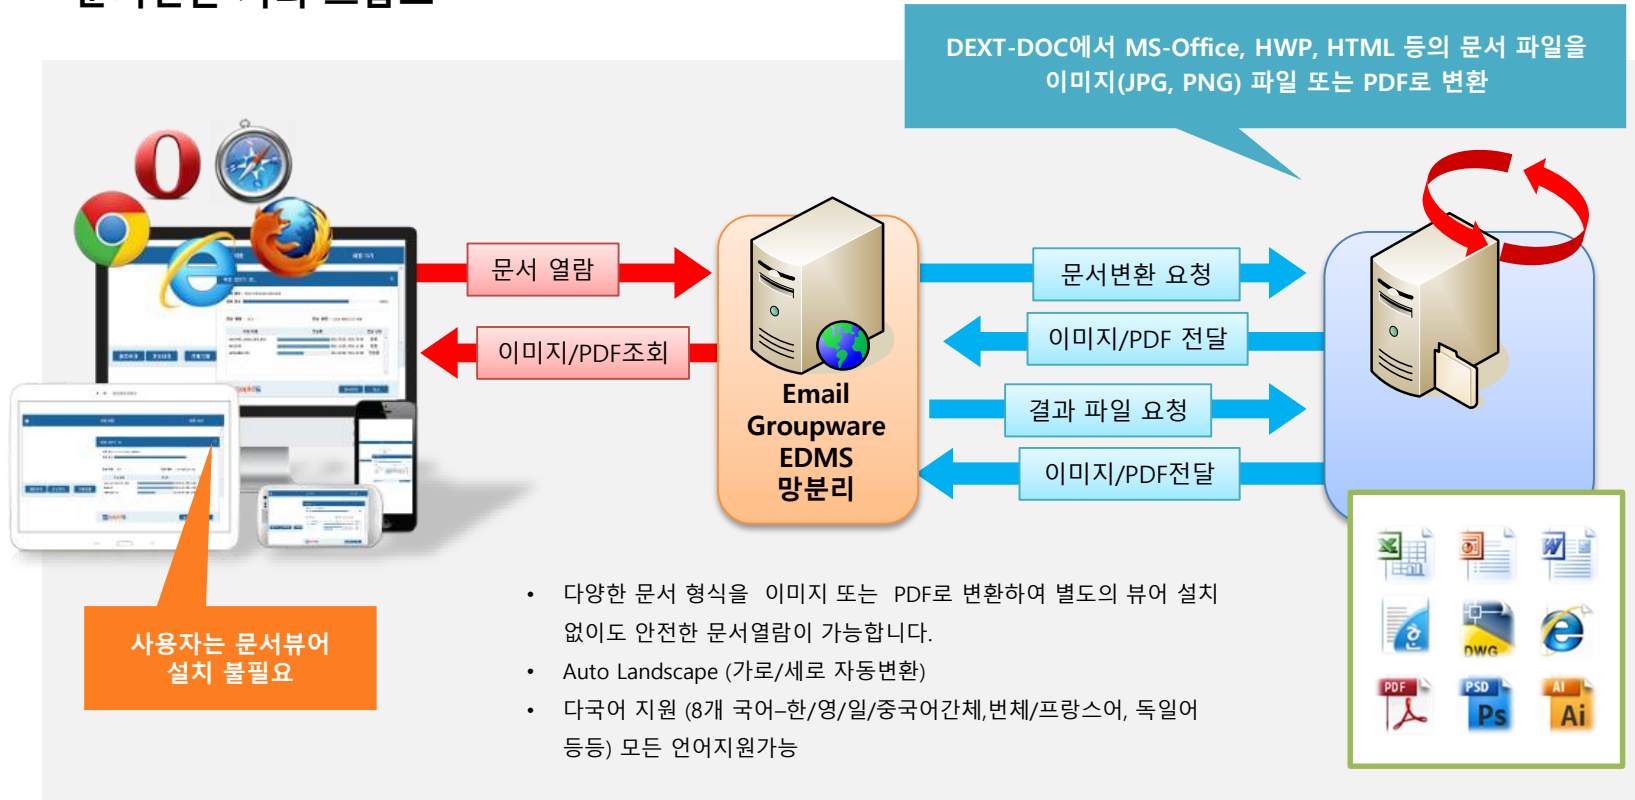 DEXT-DOC에서 MS-Office, HWP, HTML 등의 문서 파일을
이미지(JPG, PNG) 파일 또는 PDF로 변환
문서 열람
이미지/PDF조회
Email
Groupware
EDMS
망분리
문서변환 요청
이미지/PDF 전달
결과 파일 요청
이미지/PDF전달
사용자는 문서뷰어
설치 불필요
• 다양한 문서 형식을 이미지 또는 PDF로 변환하여 별도의 뷰어 설치
없이도 안전한 문서열람이 가능합니다.
• Auto Landscape (가로/세로 자동변환)
• 다국어 지원 (8개 국어–한/영/일/중국어간체,번체/프랑스어, 독일어
등등) 모든 언어지원가능
DWG
PDF
PSD
Ps
AI
Ai